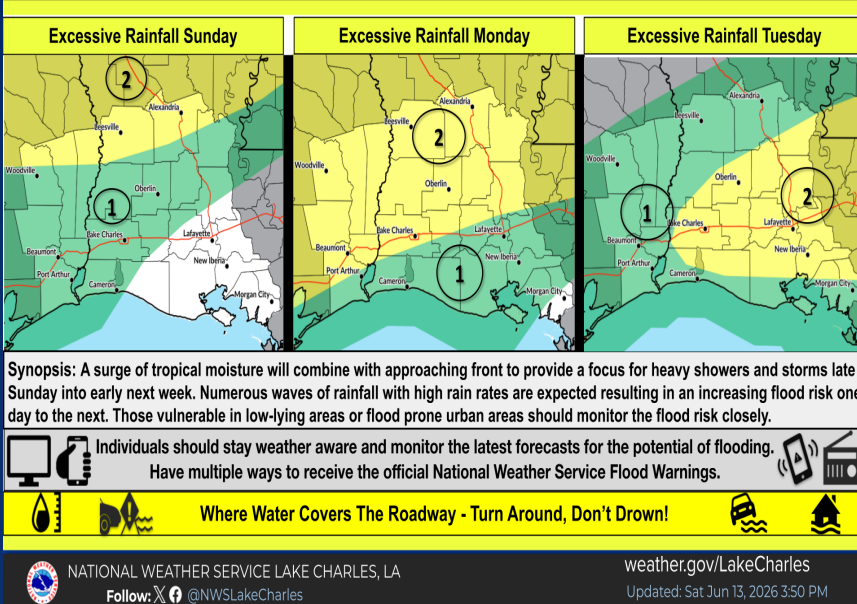 Excessive Rainfall Sunday
2
Alexandria
Leesville
Woodville
Oberlin
1
Lake Charles
Lafayette
Beaumont
New Iberia
Port Arthur
Cameron
Morgan City
Excessive Rainfall Monday
Alexandria
Leesville
2
Woodville
Oberlin
Lake Charles
Lafayette
Beaumont
New Iberia
Port Arthur
1
Cameron
Morgan City
Excessive Rainfall Tuesday
Alexandria
Leesville
Woodville
Oberlin
2
1
Lake Charles
Lafayette
Beaumont
New Iberia
Port Arthur
Cameron
Morgan City
Synopsis: A surge of tropical moisture will combine with approaching front to provide a focus for heavy showers and storms late
Sunday into early next week. Numerous waves of rainfall with high rain rates are expected resulting in an increasing flood risk one
day to the next. Those vulnerable in low-lying areas or flood prone urban areas should monitor the flood risk closely.
Individuals should stay weather aware and monitor the latest forecasts for the potential of flooding.
Have multiple ways to receive the official National Weather Service Flood Warnings.
Where Water Covers The Roadway - Turn Around, Don't Drown!
NATIONAL WEATHER SERVICE LAKE CHARLES, LA
Follow: X @NWSLakeCharles
weather.gov/LakeCharles
Updated: Sat Jun 13, 2026 3:50 PM